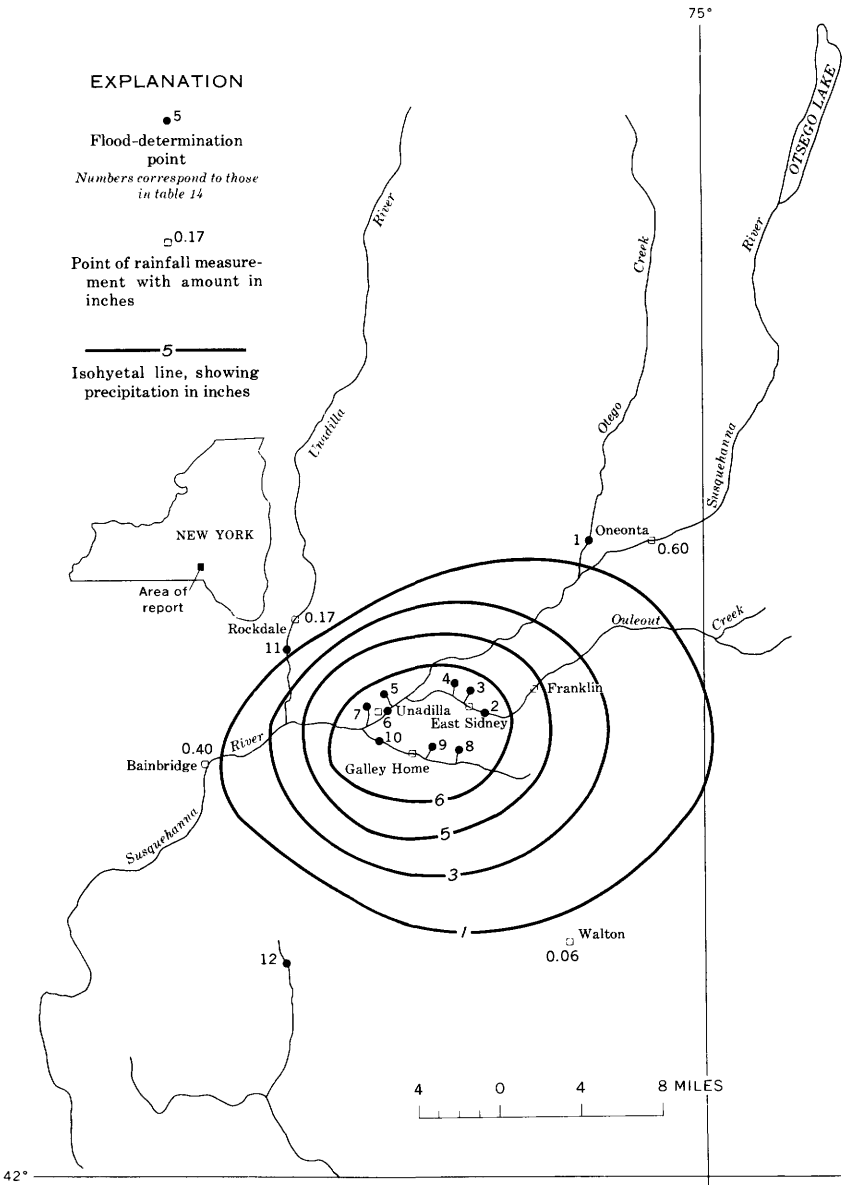 75°
EXPLANATION
5
Flood-determination
point
Numbers correspond to those
in table 14
0.17
Point of rainfall measure-
ment with amount in
inches
5
Isohyetal line, showing
precipitation in inches
OTSEGO LAKE
River
Creek
River
Unadilla
Otego
Susquehanna
NEW YORK
Area of
report
1
Oneonta
0.60
Rockdale
0.17
11
Ouleout
Creek
4
3
5
7
Unadilla
6
2
East Sidney
Franklin
10
9
8
Galley Home
0.40
River
Bainbridge
Susquehanna
6
5
3
1
Walton
0.06
12
4 0 4 8 MILES
42°